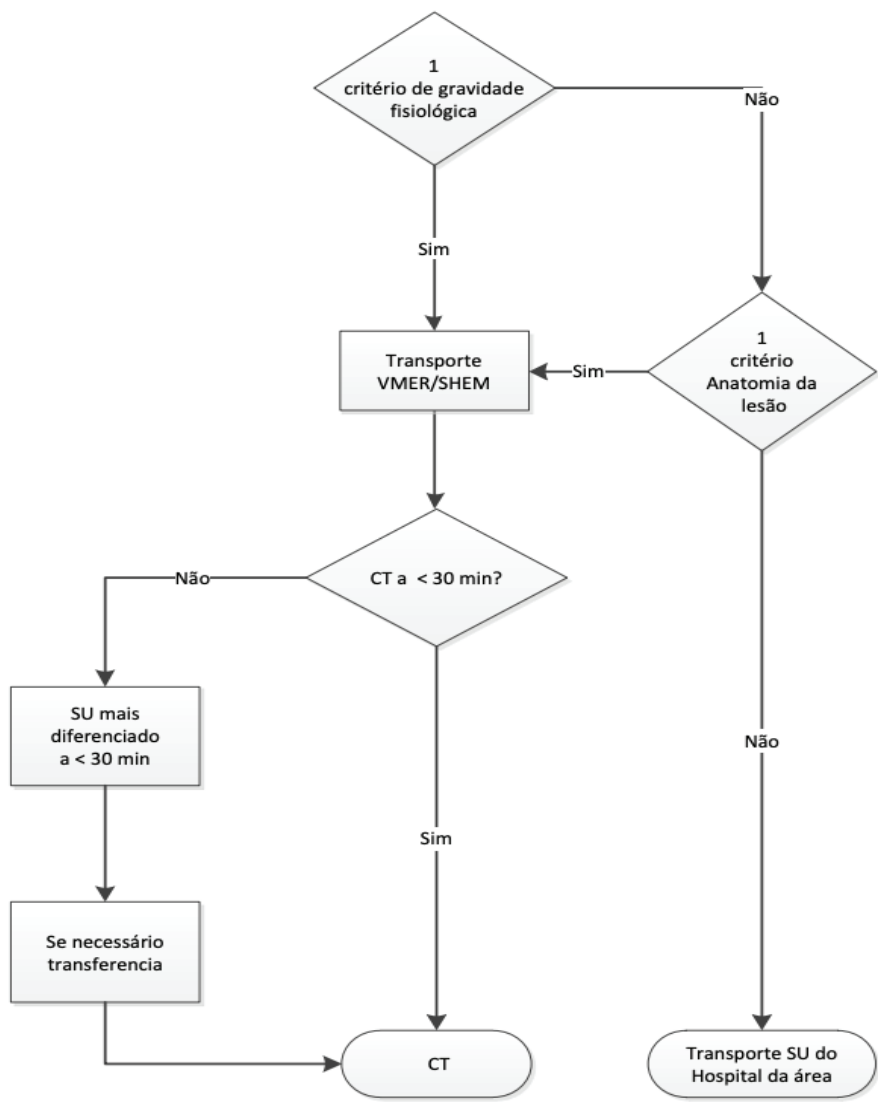 1
critério de gravidade
fisiológica
Não
Sim
1
critério
Anatomia da
lesão
Transporte
VMER/SHEM
Sim
CT a < 30 min?
Não
SU mais
diferenciado
a < 30 min
Não
Sim
Se necessário
transferencia
CT
Transporte SU do
Hospital da área